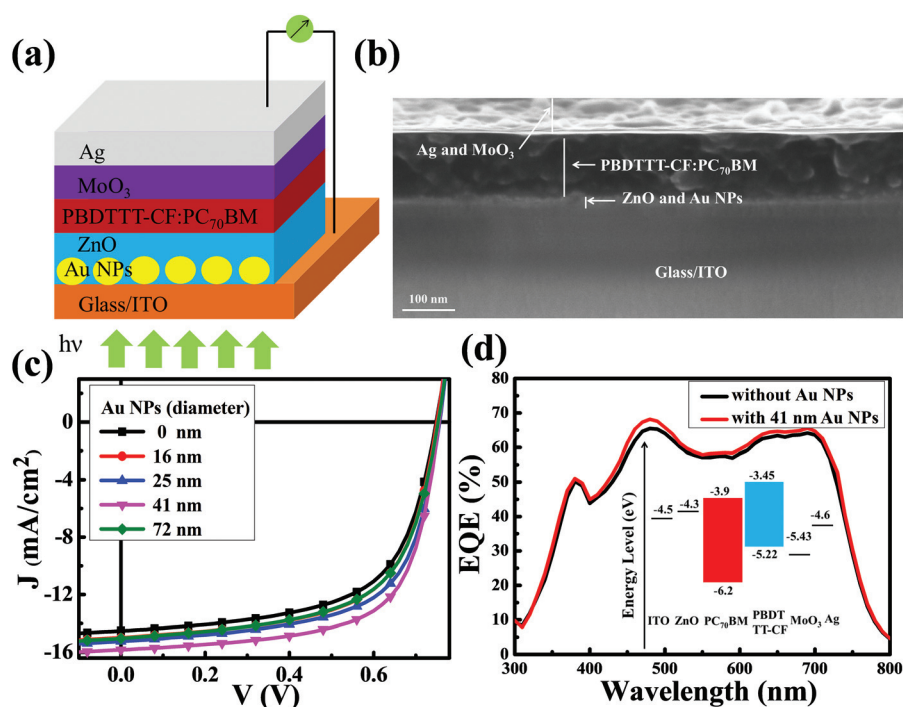 (a)
Ag
MoO₃
PBDTTT-CF:PC₇₀BM
ZnO
Au NPs
Glass/ITO
hν
(b)
Ag and MoO₃
PBDTTT-CF:PC₇₀BM
ZnO and Au NPs
Glass/ITO
100 nm
(c)
Au NPs (diameter)
0 nm
16 nm
25 nm
41 nm
72 nm
J (mA/cm²)
0
-4
-8
-12
-16
0.0 0.2 0.4 0.6
V (V)
(d)
without Au NPs
with 41 nm Au NPs
EQE (%)
80
70
60
50
40
30
20
10
0
300 400 500 600 700 800
Wavelength (nm)
Energy Level (eV)
-4.5
-4.3
-3.9
-6.2
-3.45
-5.22
-5.43
-4.6
ITO ZnO PC₇₀BM PBDT
TT-CF MoO₃ Ag